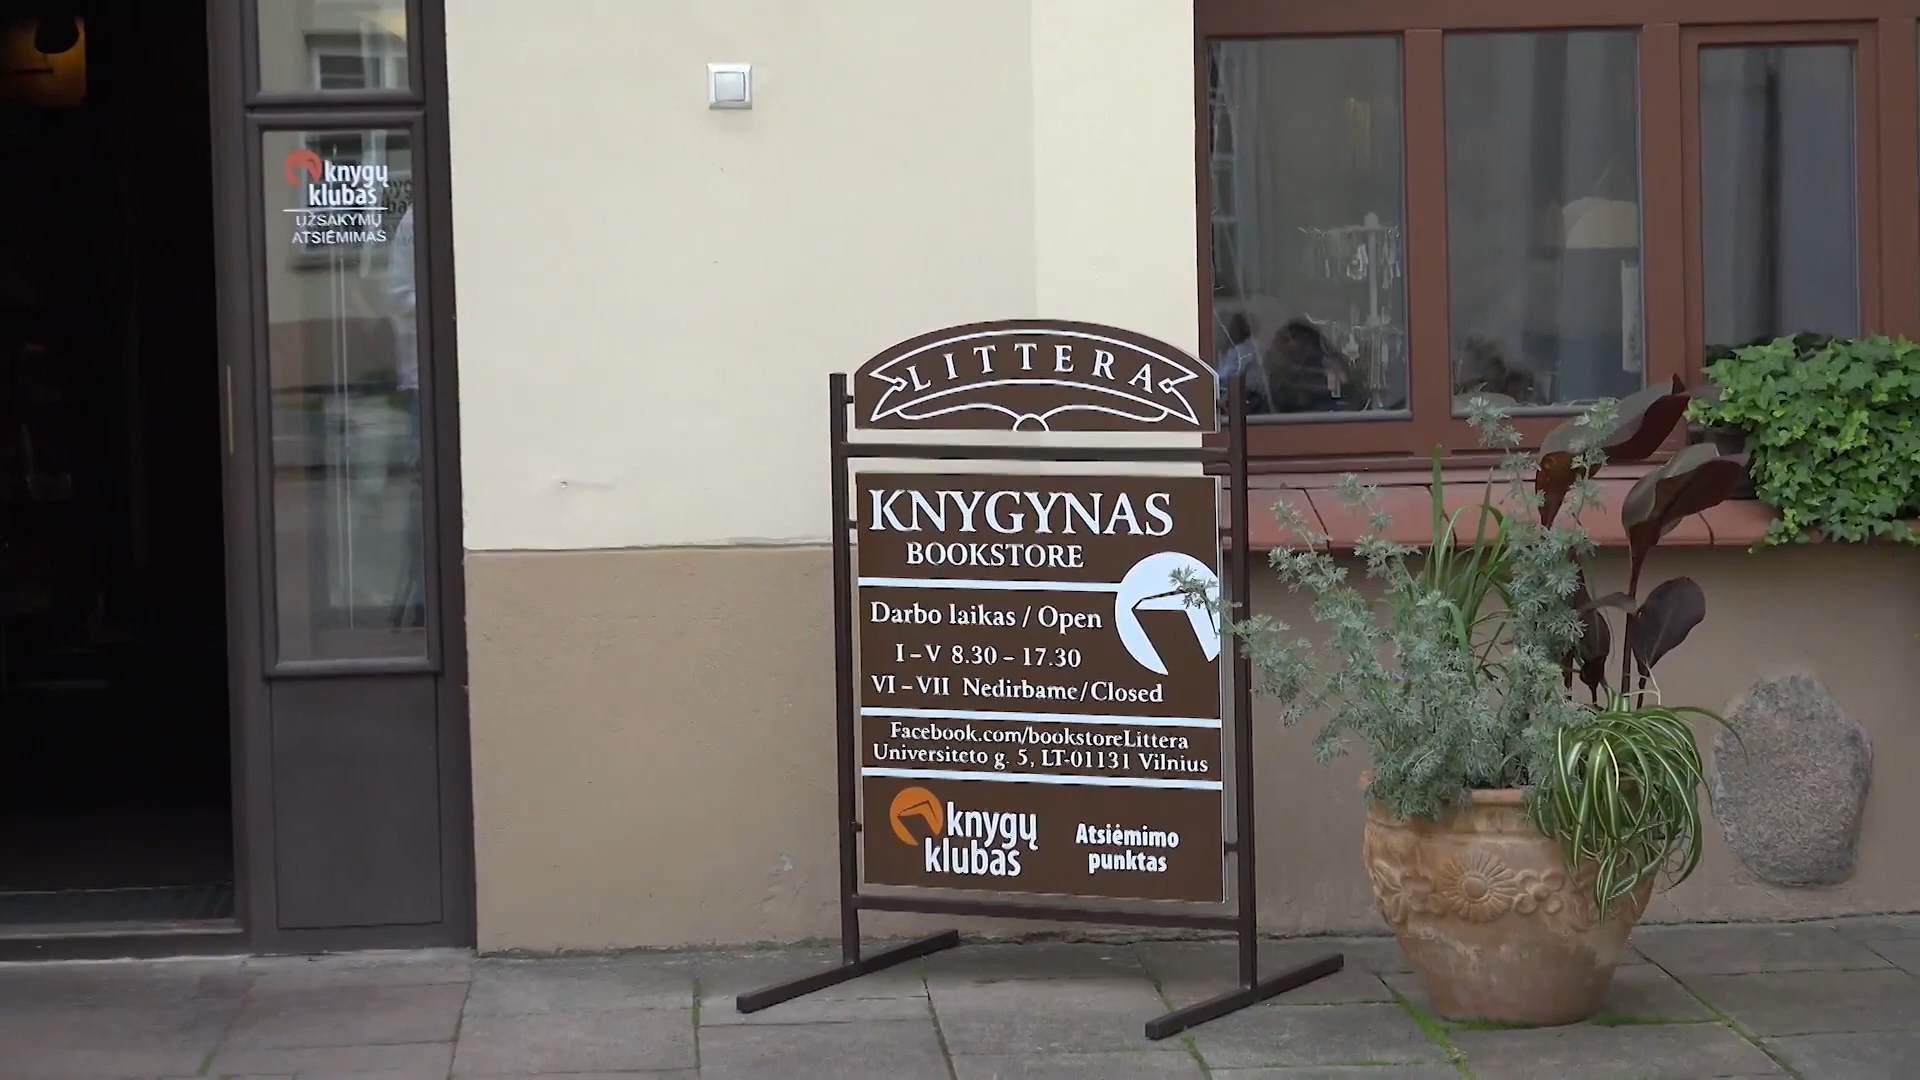 knygų
klubas
UŽSAKYMŲ
ATSIĖMIMAS
LITTERA
KNYGYNAS
BOOKSTORE
Darbo laikas / Open
I – V 8.30 – 17.30
VI – VII Nedirbame/Closed
Facebook.com/bookstoreLittera
Universiteto g. 5, LT-01131 Vilnius
knygų
klubas
Atsiėmimo
punktas